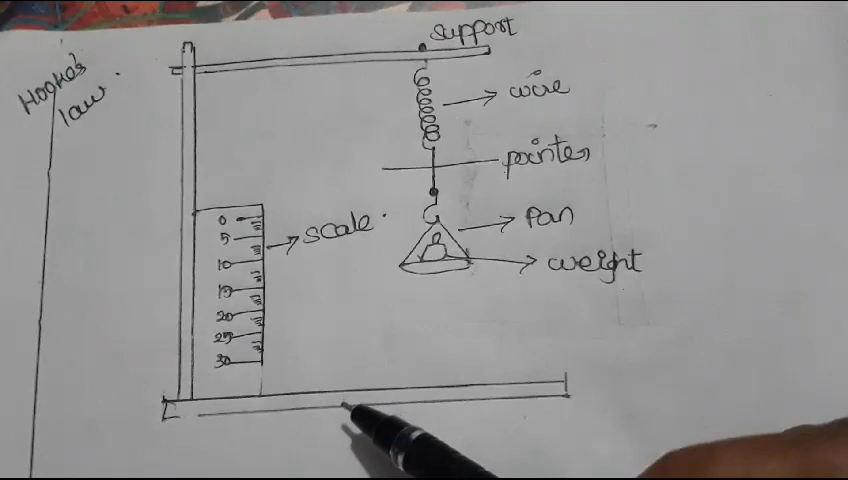 Hooke's
law.
support
wire
pointer
Pan
weight
scale.
0
5
10
15
20
25
30